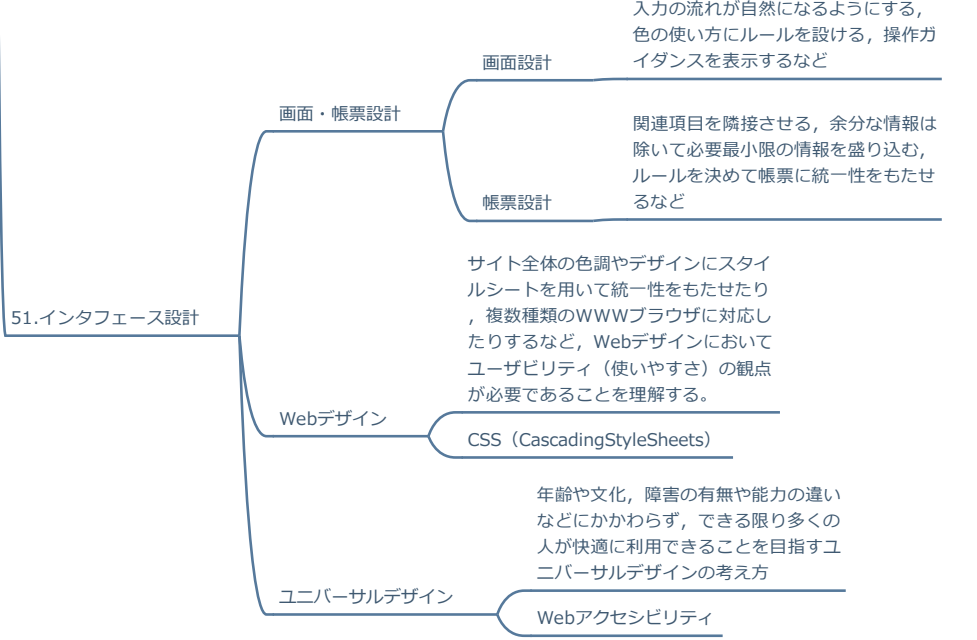 入力の流れが自然になるようにする，
色の使い方にルールを設ける，操作ガ
イダンスを表示するなど
画面設計
画面・帳票設計
関連項目を隣接させる，余分な情報は
除いて必要最小限の情報を盛り込む，
ルールを決めて帳票に統一性をもたせ
るなど
帳票設計
サイト全体の色調やデザインにスタイ
ルシートを用いて統一性をもたせたり
，複数種類のWWWブラウザに対応し
たりするなど，Webデザインにおいて
ユーザビリティ（使いやすさ）の観点
が必要であることを理解する。
51.インタフェース設計
Webデザイン
CSS（CascadingStyleSheets）
年齢や文化，障害の有無や能力の違い
などにかかわらず，できる限り多くの
人が快適に利用できることを目指すユ
ニバーサルデザインの考え方
ユニバーサルデザイン
Webアクセシビリティ